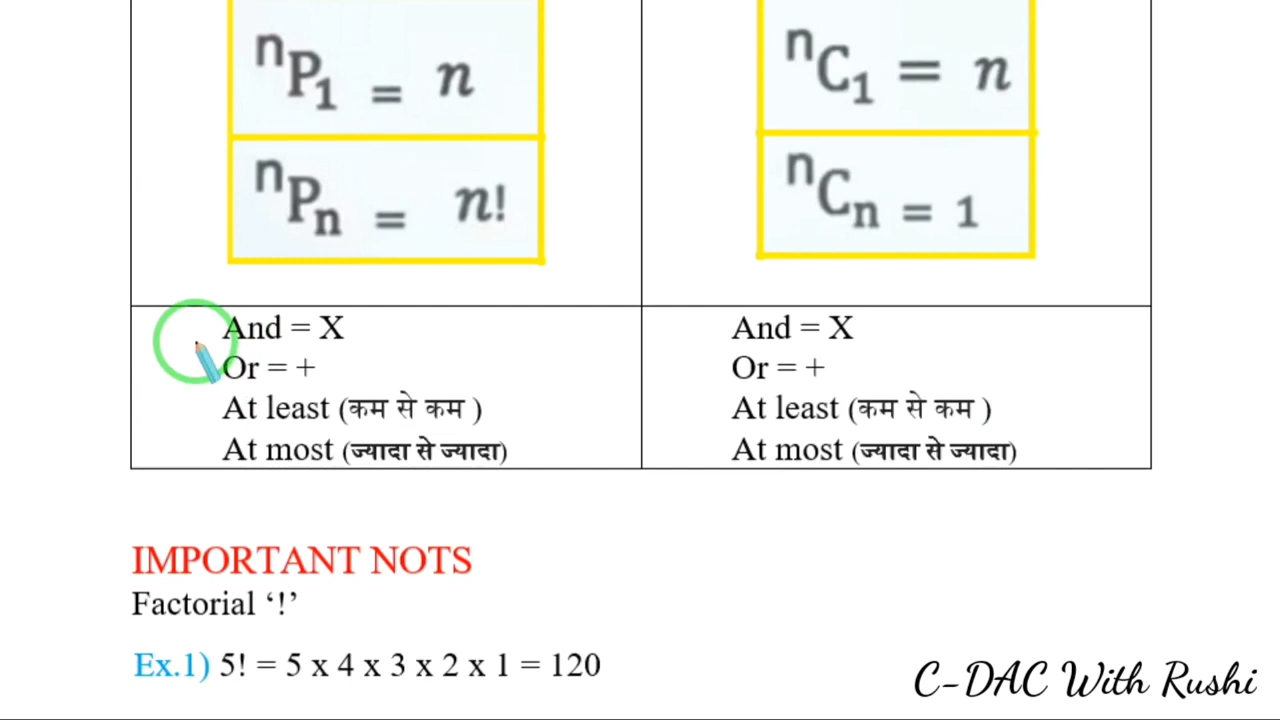 ⁿP₁ = n
ⁿC₁ = n
ⁿPₙ = n!
ⁿCₙ = 1
And = X
Or = +
At least (कम से कम )
At most (ज्यादा से ज्यादा)
And = X
Or = +
At least (कम से कम )
At most (ज्यादा से ज्यादा)
IMPORTANT NOTS
Factorial ‘!’
Ex.1) 5! = 5 x 4 x 3 x 2 x 1 = 120
C-DAC With Rushi